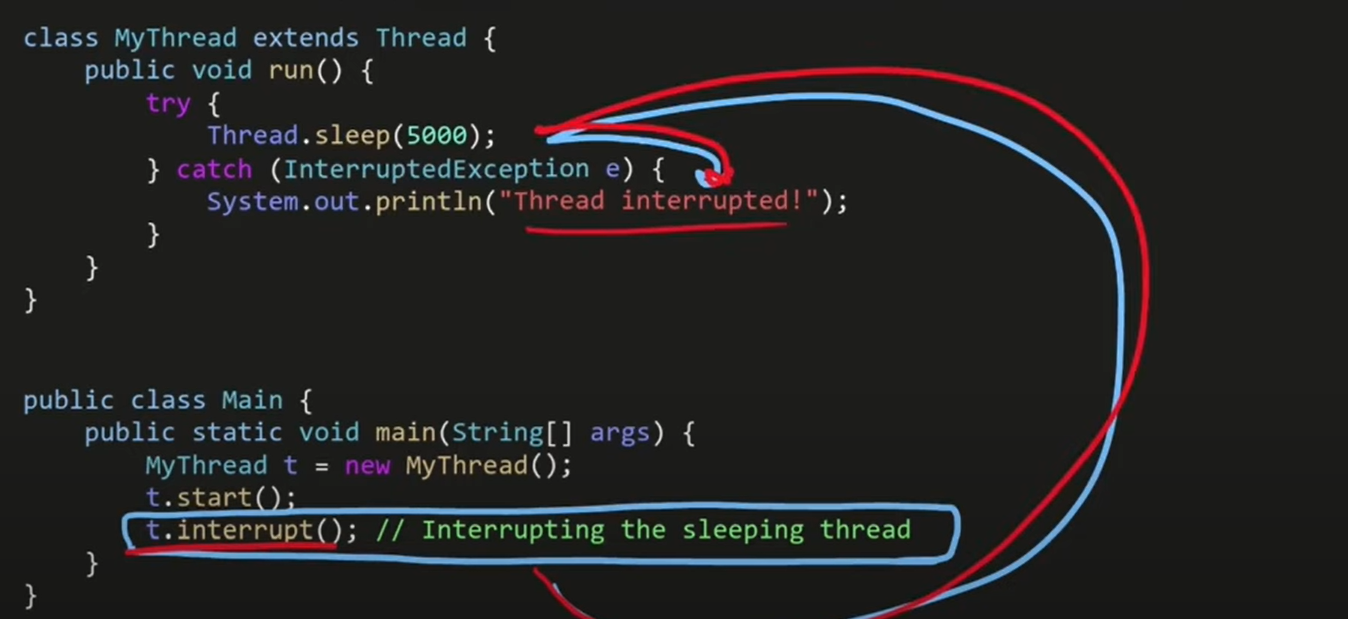 class MyThread extends Thread {
    public void run() {
        try {
            Thread.sleep(5000);
        } catch (InterruptedException e) {
            System.out.println("Thread interrupted!");
        }
    }
}
public class Main {
    public static void main(String[] args) {
        MyThread t = new MyThread();
        t.start();
        t.interrupt(); // Interrupting the sleeping thread
    }
}